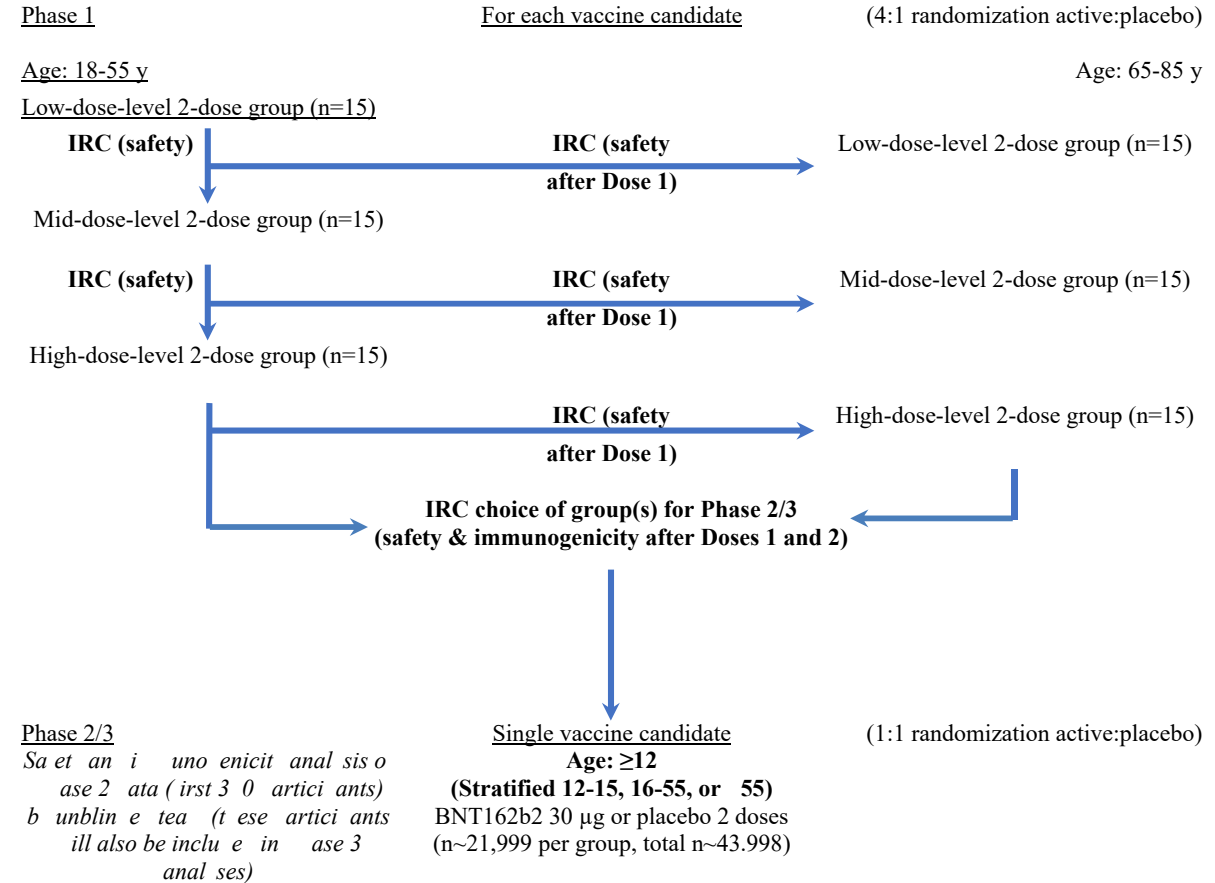 Phase 1 For each vaccine candidate (4:1 randomization active:placebo)
Age: 18-55 y Age: 65-85 y
Low-dose-level 2-dose group (n=15)
IRC (safety) IRC (safety Low-dose-level 2-dose group (n=15)
after Dose 1)
Mid-dose-level 2-dose group (n=15)
IRC (safety) IRC (safety Mid-dose-level 2-dose group (n=15)
after Dose 1)
High-dose-level 2-dose group (n=15)
IRC (safety High-dose-level 2-dose group (n=15)
after Dose 1)
IRC choice of group(s) for Phase 2/3
(safety & immunogenicity after Doses 1 and 2)
Phase 2/3 Single vaccine candidate (1:1 randomization active:placebo)
Age: ≥12
(Stratified 12-15, 16-55, or 55)
BNT162b2 30 µg or placebo 2 doses
also be in
(n~21,999 per group, total n~43.998)